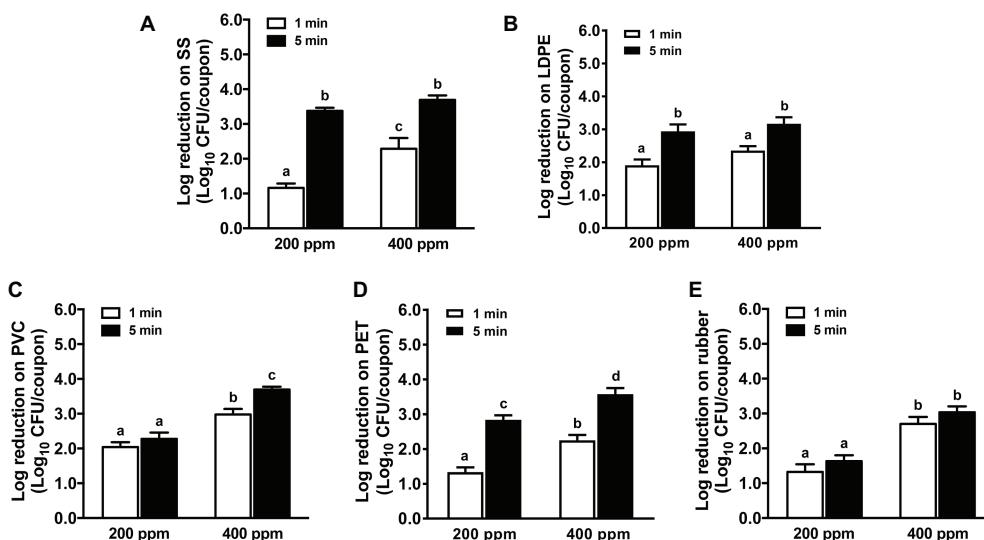 A
Log reduction on SS
(Log10 CFU/coupon)
1 min
5 min
6.0
5.0
4.0
3.0
2.0
1.0
0.0
a
b
c
b
200 ppm
400 ppm
B
Log reduction on LDPE
(Log10 CFU/coupon)
1 min
5 min
6.0
5.0
4.0
3.0
2.0
1.0
0.0
a
b
a
b
200 ppm
400 ppm
C
Log reduction on PVC
(Log10 CFU/coupon)
1 min
5 min
6.0
5.0
4.0
3.0
2.0
1.0
0.0
a
a
b
c
200 ppm
400 ppm
D
Log reduction on PET
(Log10 CFU/coupon)
1 min
5 min
6.0
5.0
4.0
3.0
2.0
1.0
0.0
a
c
b
d
200 ppm
400 ppm
E
Log reduction on rubber
(Log10 CFU/coupon)
1 min
5 min
6.0
5.0
4.0
3.0
2.0
1.0
0.0
a
a
b
b
200 ppm
400 ppm